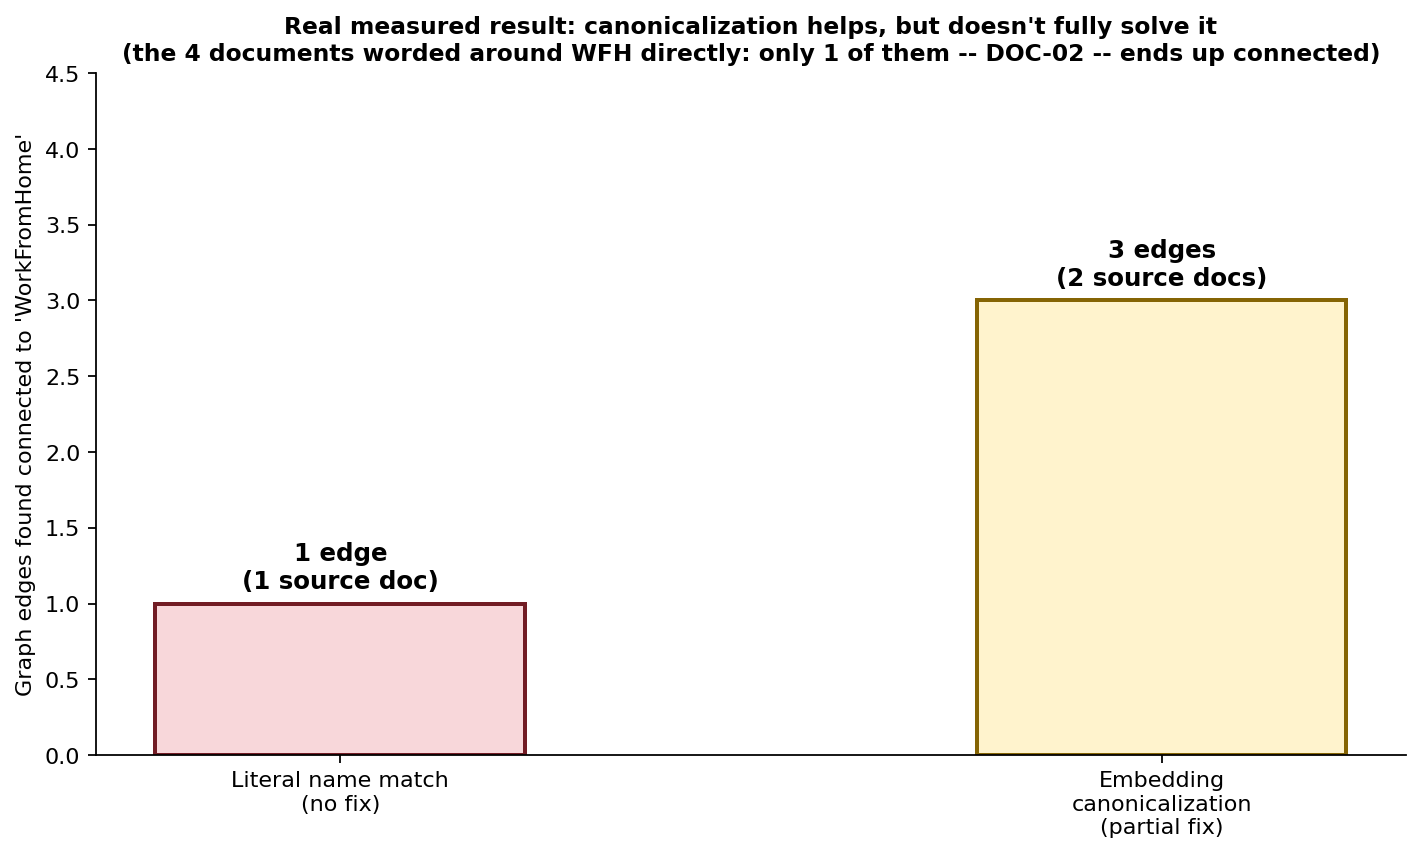 Real measured result: canonicalization helps, but doesn't fully solve it
(the 4 documents worded around WFH directly: only 1 of them -- DOC-02 -- ends up connected)
Graph edges found connected to 'WorkFromHome'
4.5
4.0
3.5
3.0
2.5
2.0
1.5
1.0
0.5
0.0
1 edge
(1 source doc)
3 edges
(2 source docs)
Literal name match
(no fix)
Embedding
canonicalization
(partial fix)